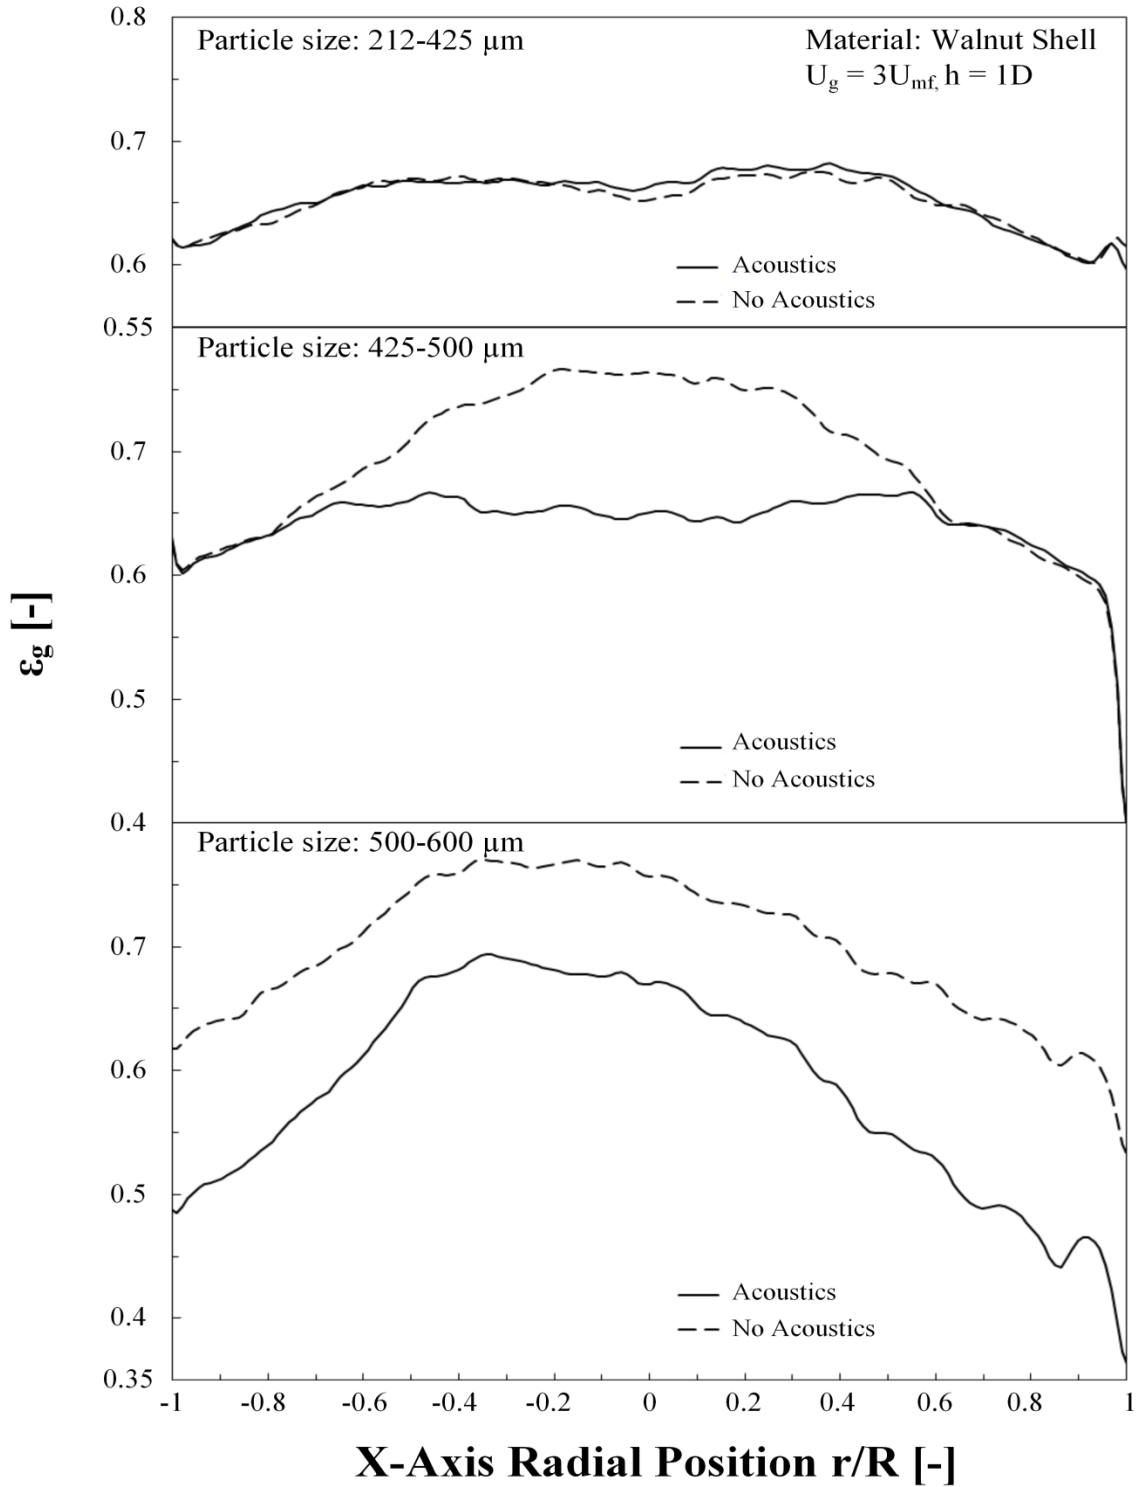 0.8
Particle size: 212-425 µm
Material: Walnut Shell
Ug = 3Umf, h = 1D
0.7
0.6
Acoustics
No Acoustics
0.55
Particle size: 425-500 µm
0.7
0.6
0.5
Acoustics
No Acoustics
0.4
Particle size: 500-600 µm
0.7
0.6
0.5
0.4
Acoustics
No Acoustics
0.35
εg [-]
-1 -0.8 -0.6 -0.4 -0.2 0 0.2 0.4 0.6 0.8 1
X-Axis Radial Position r/R [-]